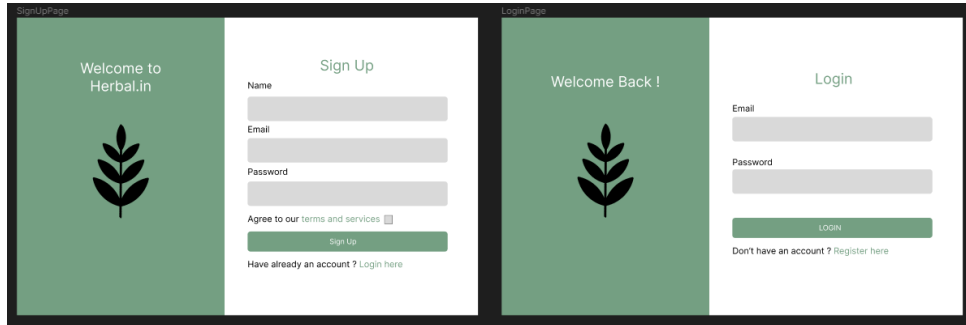 SignUpPage
Welcome to
Herbal.in
Sign Up
Name
Email
Password
Agree to our terms and services
Sign Up
Have already an account ? Login here
LoginPage
Welcome Back !
Login
Email
Password
LOGIN
Don't have an account ? Register here